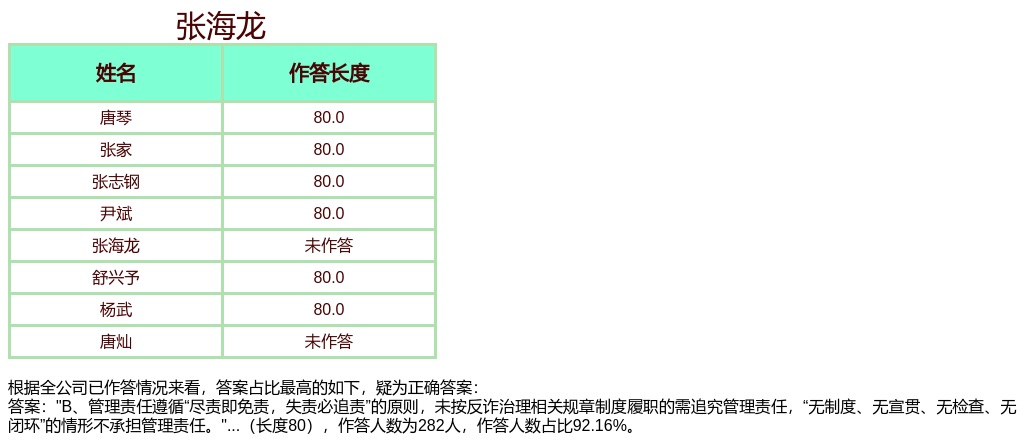 张海龙
姓名 作答长度
唐琴 80.0
张家 80.0
张志钢 80.0
尹斌 80.0
张海龙 未作答
舒兴予 80.0
杨武 80.0
唐灿 未作答
根据全公司已作答情况来看，答案占比最高的如下，疑为正确答案：
答案："B、管理责任遵循“尽责即免责，失责必追责”的原则，未按反诈治理相关规章制度履职的需追究管理责任，“无制度、无宣贯、无检查、无
闭环”的情形不承担管理责任。"...（长度80），作答人数为282人，作答人数占比92.16%。